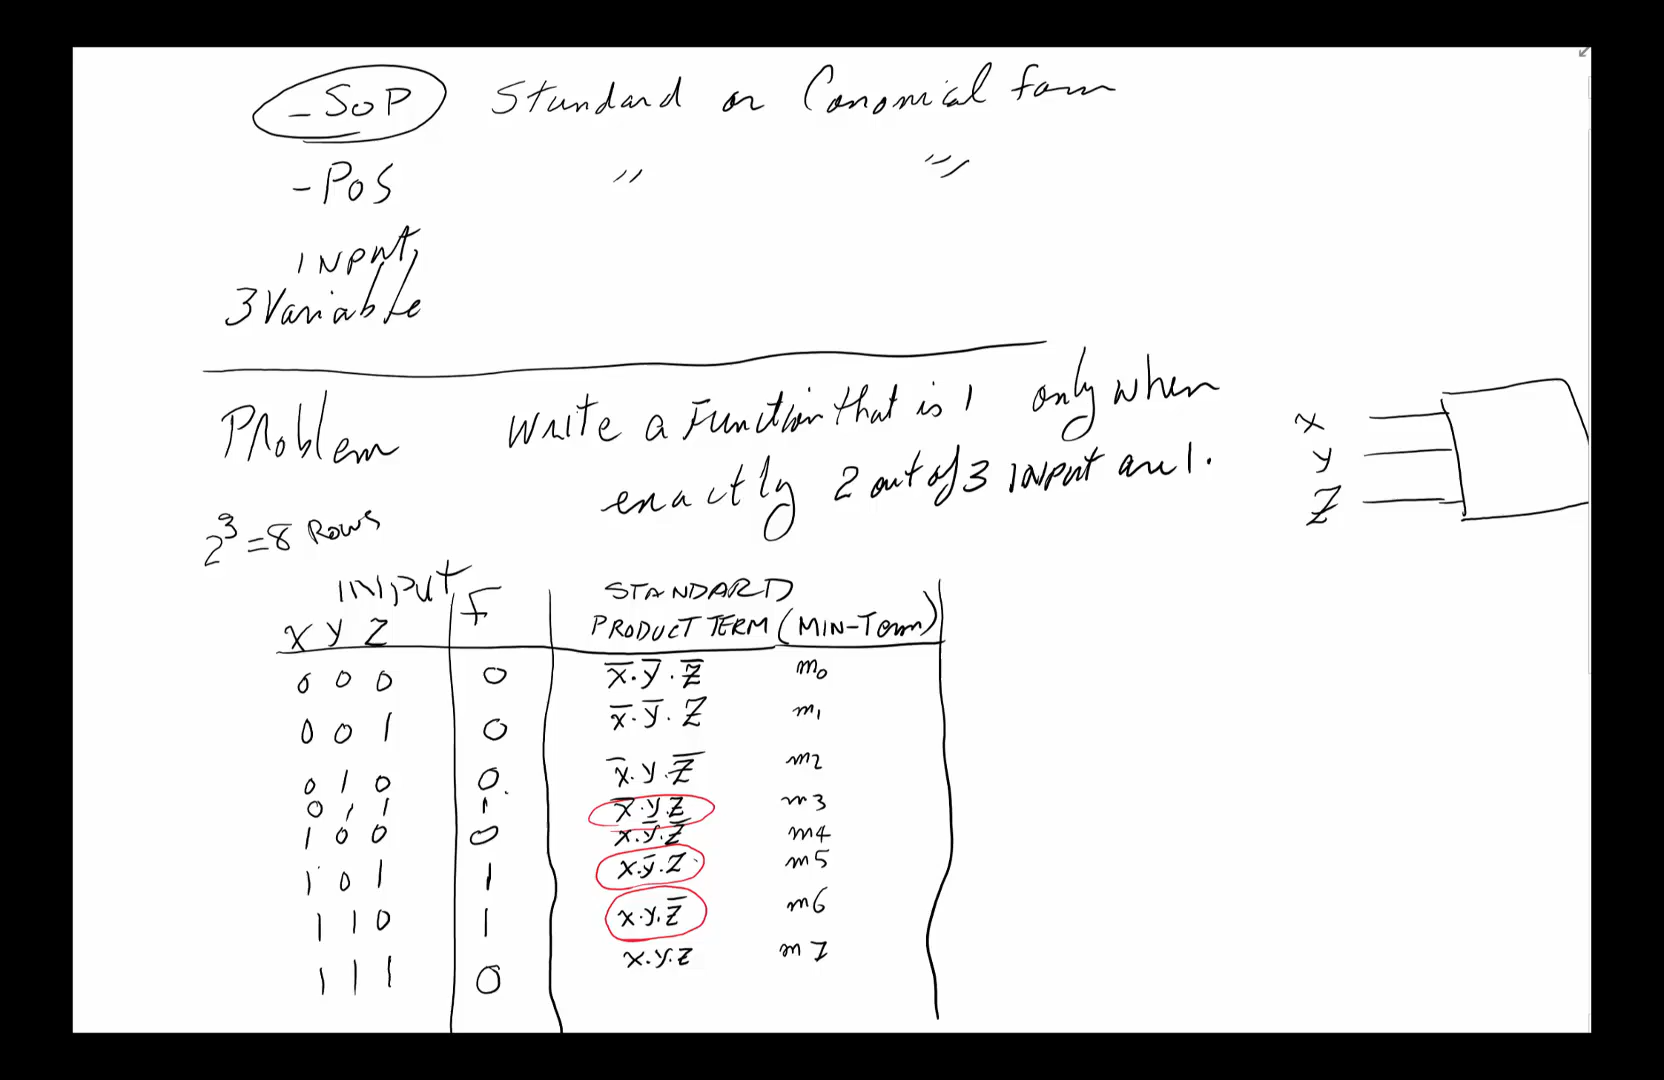 - SOP Standard or Canonical form
- POS " "
INPUT,
3 Variable
Problem Write a Function that is 1 only when
exactly 2 out of 3 INPUT are 1.
X
Y
Z
2³ = 8 ROWS
INPUT F STANDARD
X Y Z PRODUCT TERM (MIN-Term)
0 0 0 0 X̅.Y̅.Z̅ m0
0 0 1 0 X̅.Y̅.Z m1
0 1 0 0 X̅.Y.Z̅ m2
0 1 1 1 X̅.Y.Z m3
1 0 0 0 X.Y̅.Z̅ m4
1 0 1 1 X.Y̅.Z m5
1 1 0 1 X.Y.Z̅ m6
1 1 1 0 X.Y.Z m7